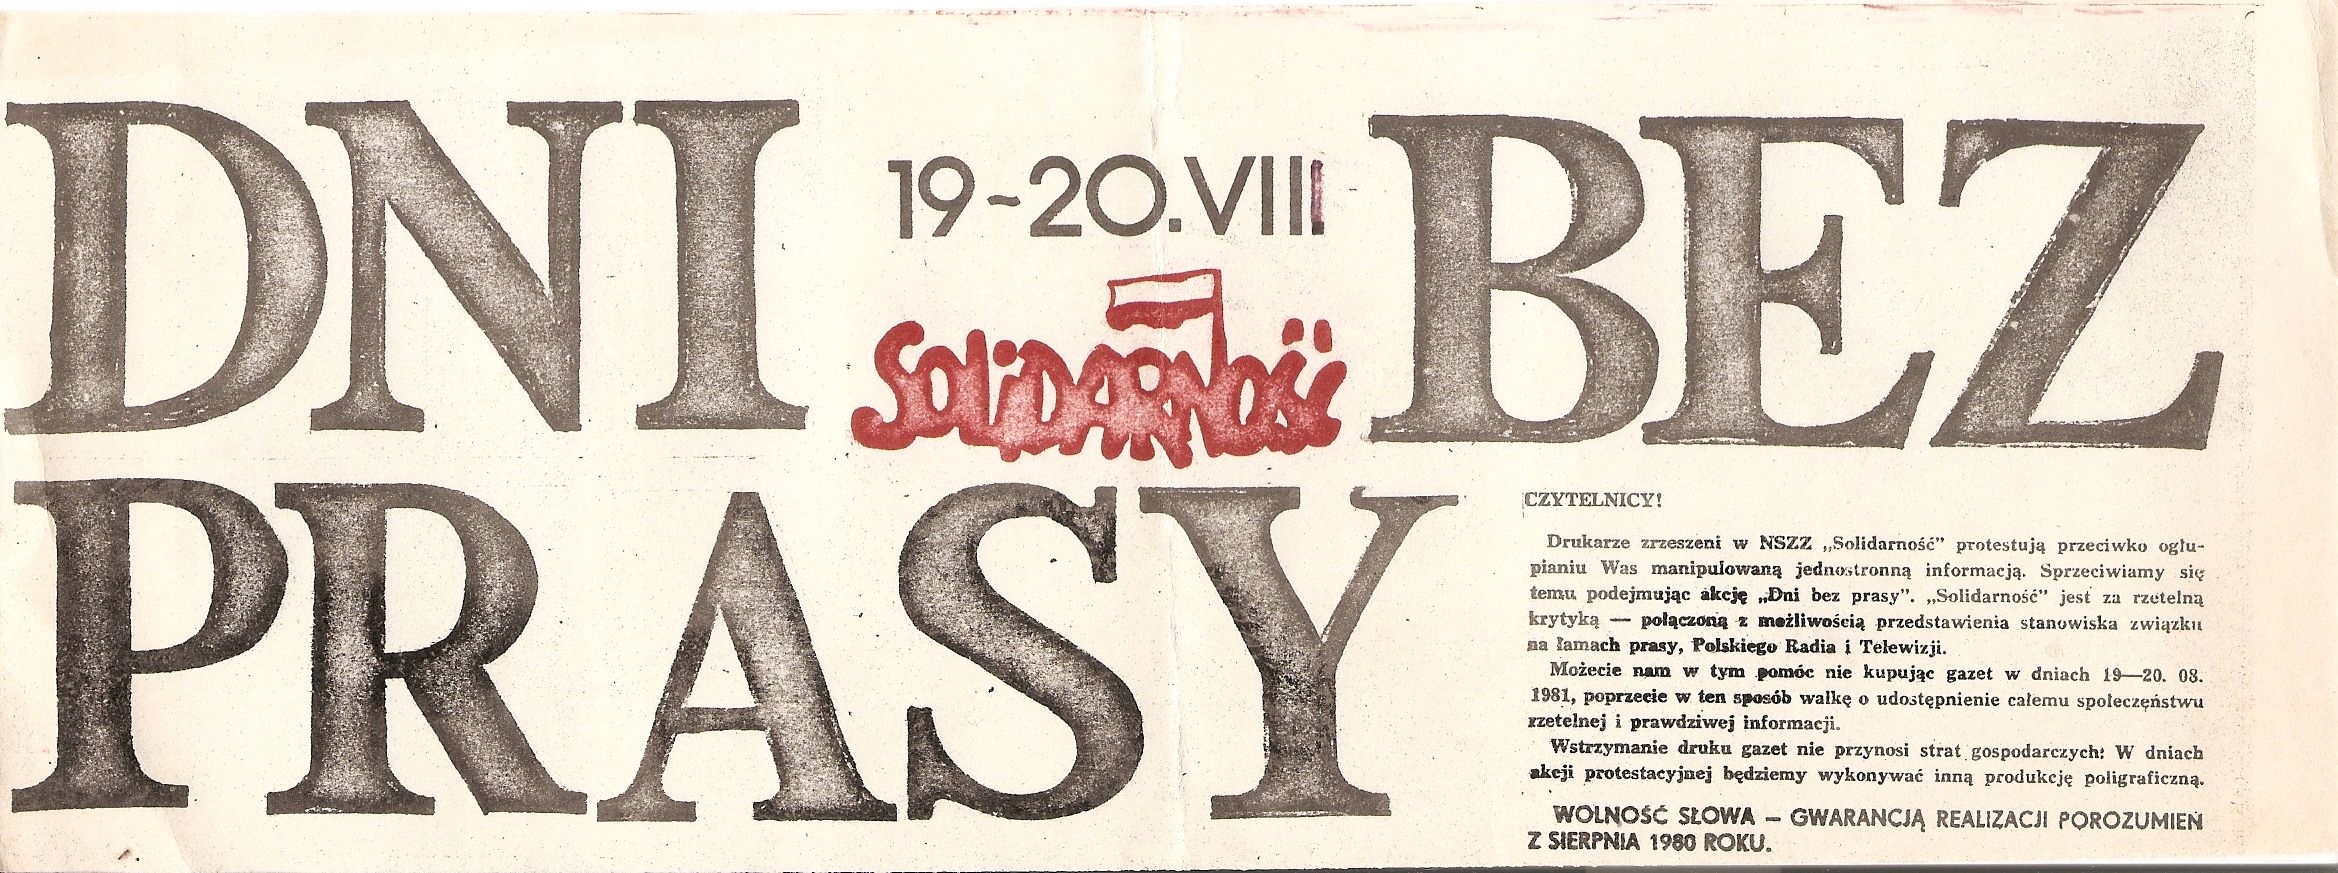 DNI 19-20.VIII BEZ
SOLIDARNOŚĆ
PRASY
CZYTELNICY!
Drukarze zrzeszeni w NSZZ „Solidarność” protestują przeciwko ogłu-
pianiu Was manipulowaną jednostronną informacją. Sprzeciwiamy się
temu podejmując akcję „Dni bez prasy”. „Solidarność” jest za rzetelną
krytyką — połączoną z możliwością przedstawienia stanowiska związku
na łamach prasy, Polskiego Radia i Telewizji.
Możecie nam w tym pomóc nie kupując gazet w dniach 19—20. 08.
1981, poprzecie w ten sposób walkę o udostępnienie całemu społeczeństwu
rzetelnej i prawdziwej informacji.
Wstrzymanie druku gazet nie przynosi strat gospodarczych! W dniach
akcji protestacyjnej będziemy wykonywać inną produkcję poligraficzną.
WOLNOŚĆ SŁOWA – GWARANCJĄ REALIZACJI POROZUMIEŃ
Z SIERPNIA 1980 ROKU.